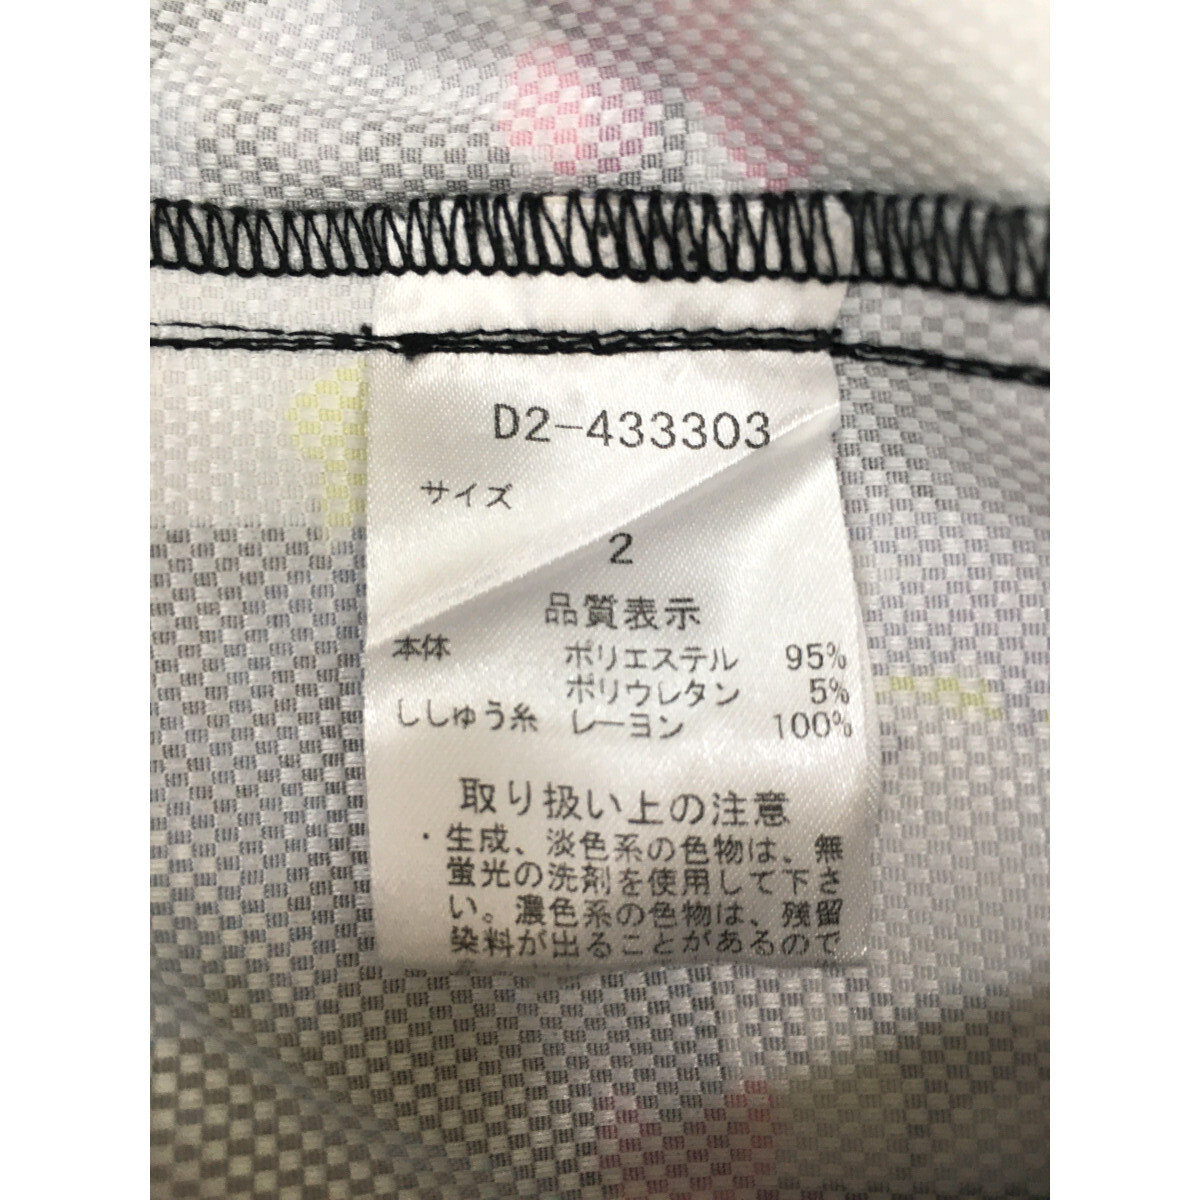 D2-433303
サイズ
2
品質表示
本体 ポリエステル 95%
ポリウレタン 5%
ししゅう糸 レーヨン 100%
取り扱い上の注意
・生成、淡色系の色物は、無
蛍光の洗剤を使用して下さ
い。濃色系の色物は、残留
染料が出ることがあるので